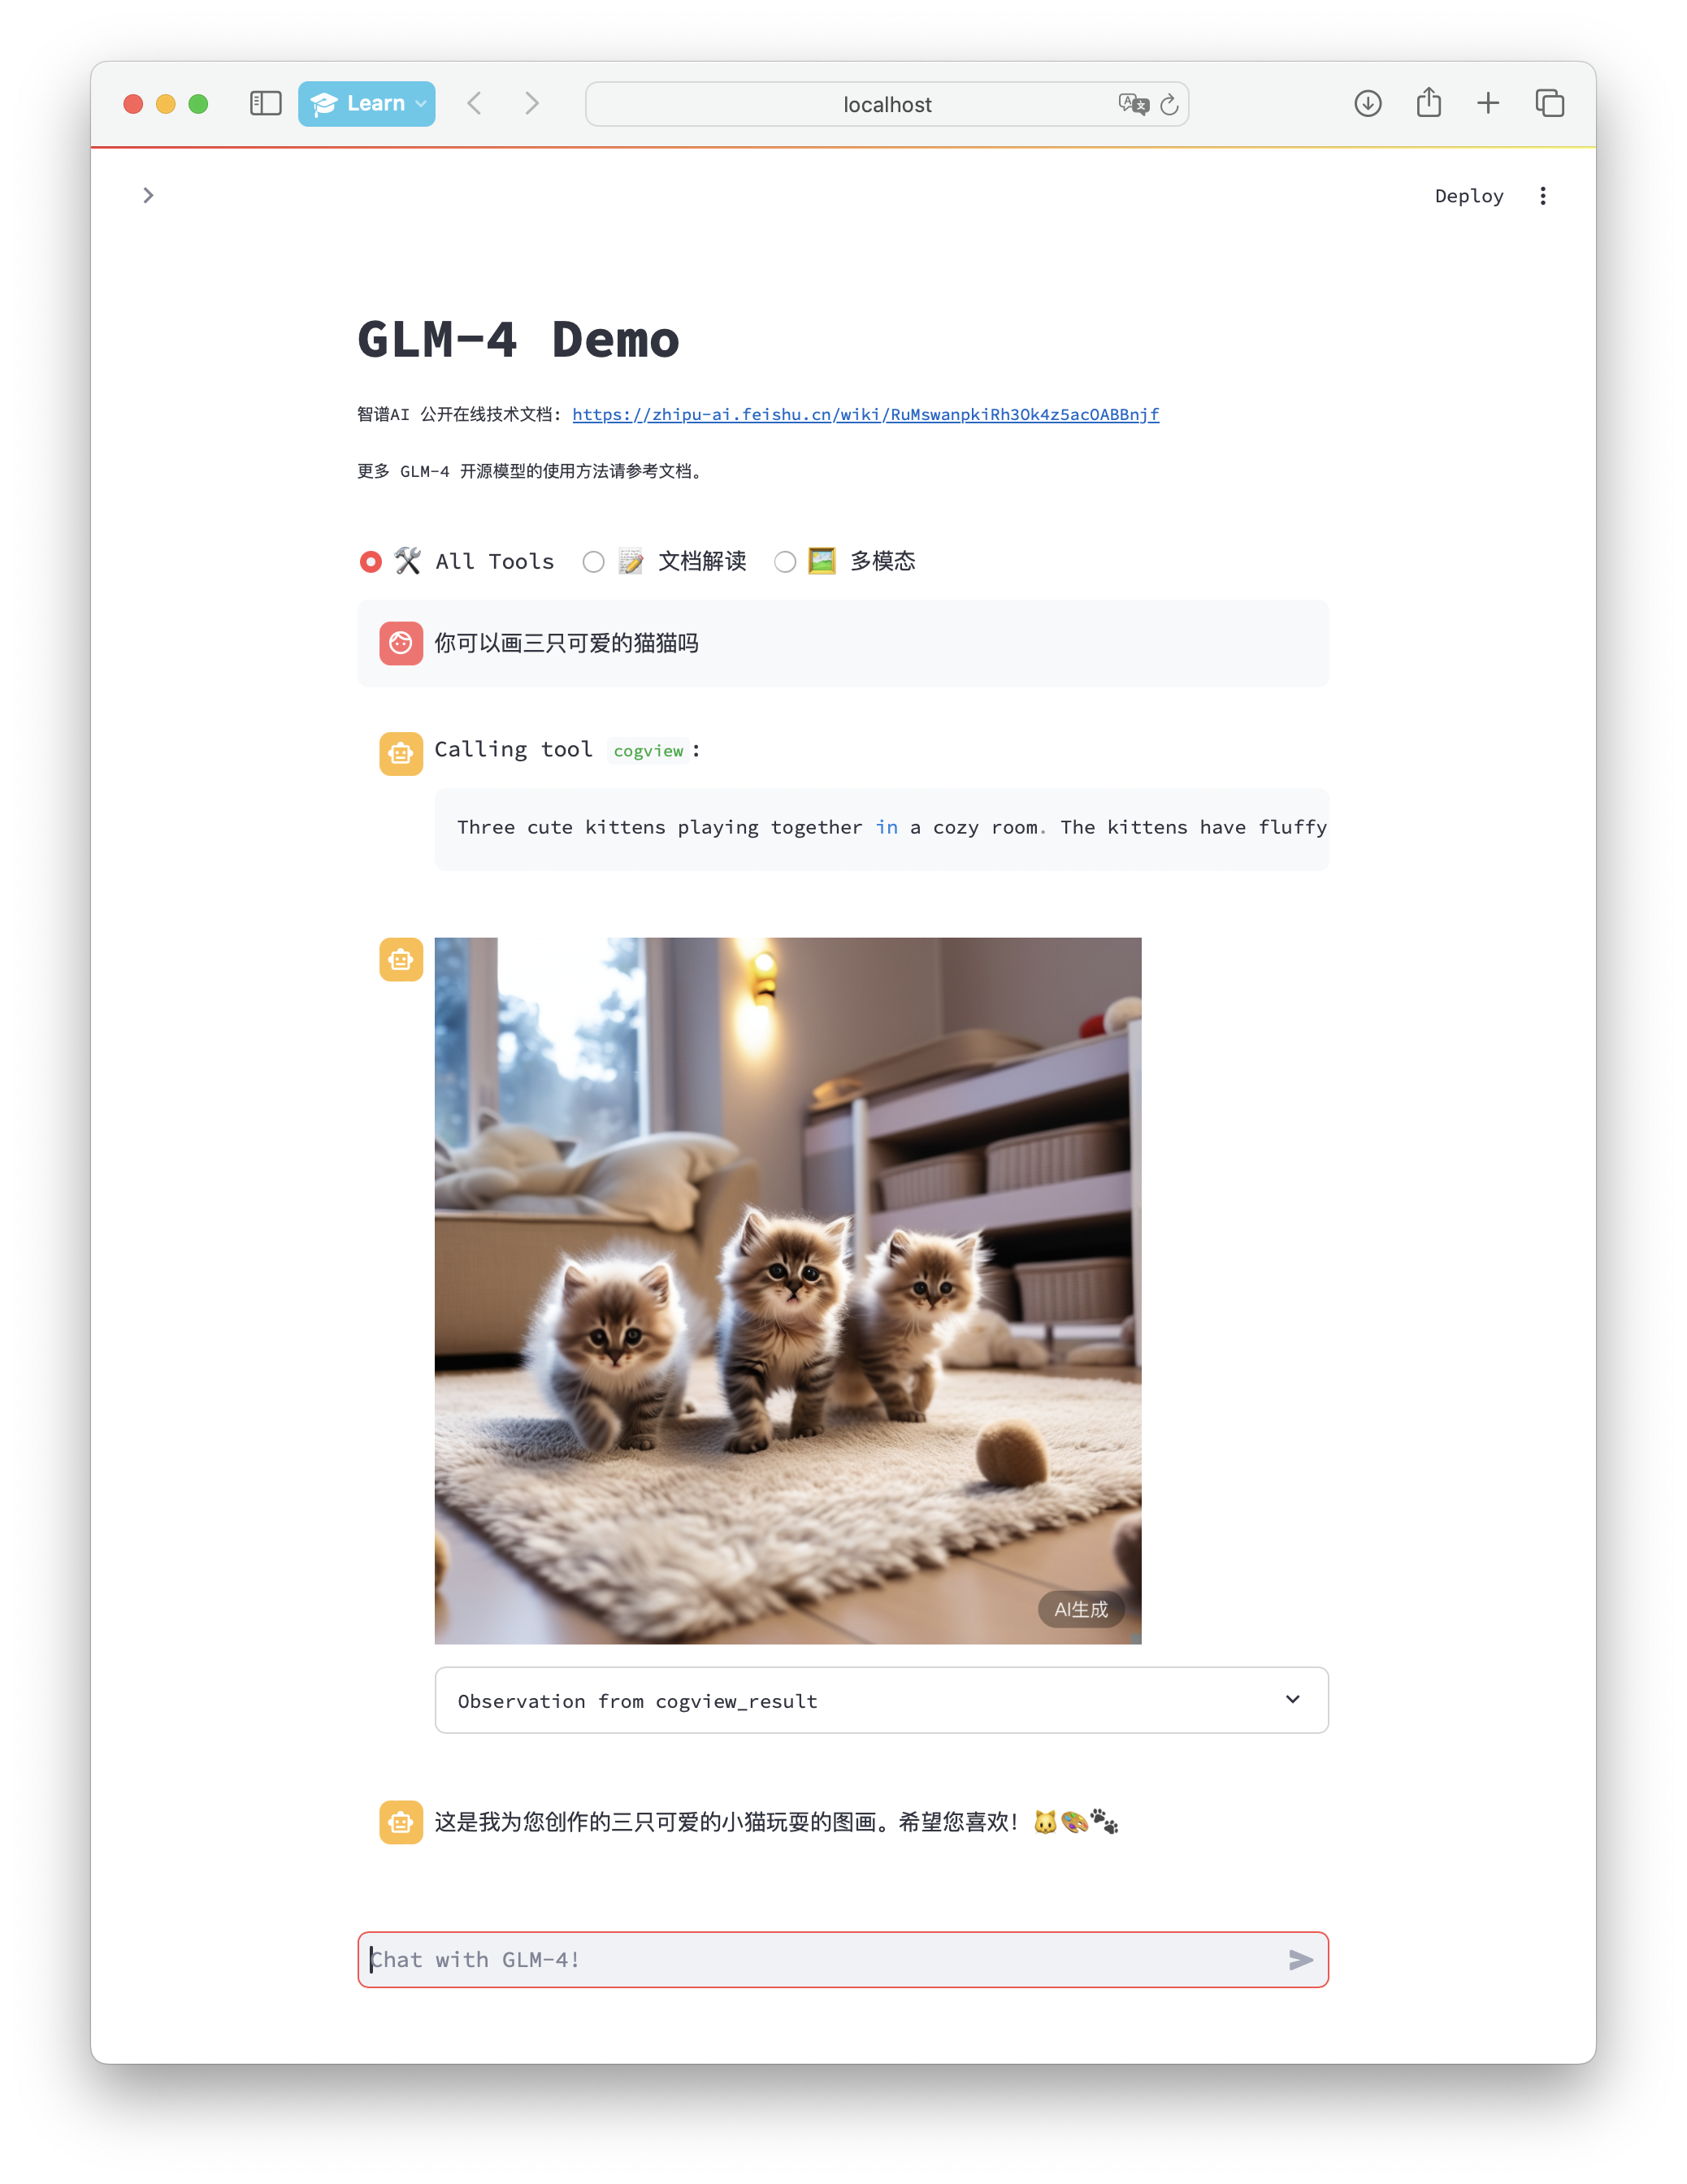 Learn
localhost
Deploy
GLM-4 Demo
智谱AI 公开在线技术文档: https://zhipu-ai.feishu.cn/wiki/RuMswanpkiRh3Ok4z5acOABBnjf
更多 GLM-4 开源模型的使用方法请参考文档。
🛠️ All Tools 📝 文档解读 🖼️ 多模态
你可以画三只可爱的猫猫吗
Calling tool cogview:
Three cute kittens playing together in a cozy room. The kittens have fluffy
AI生成
Observation from cogview_result
这是我为您创作的三只可爱的小猫玩耍的图画。希望您喜欢！🐱🎨🐾
Chat with GLM-4!